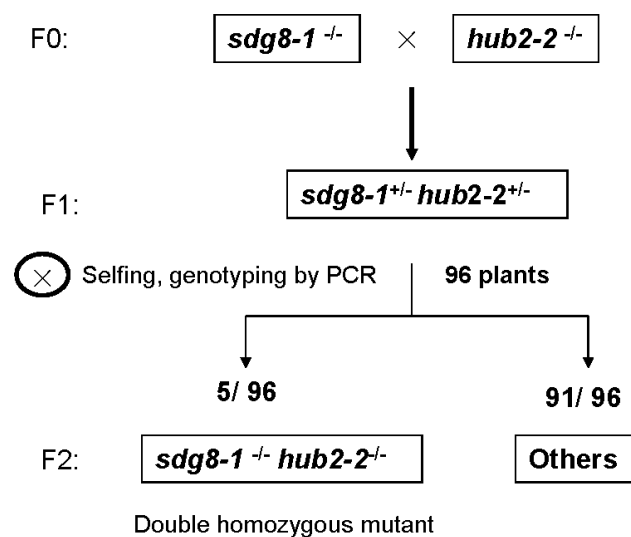 F0: sdg8-1 -/- × hub2-2 -/-
F1: sdg8-1+/- hub2-2+/-
× Selfing, genotyping by PCR 96 plants
5/ 96 91/ 96
F2: sdg8-1 -/- hub2-2-/- Others
Double homozygous mutant